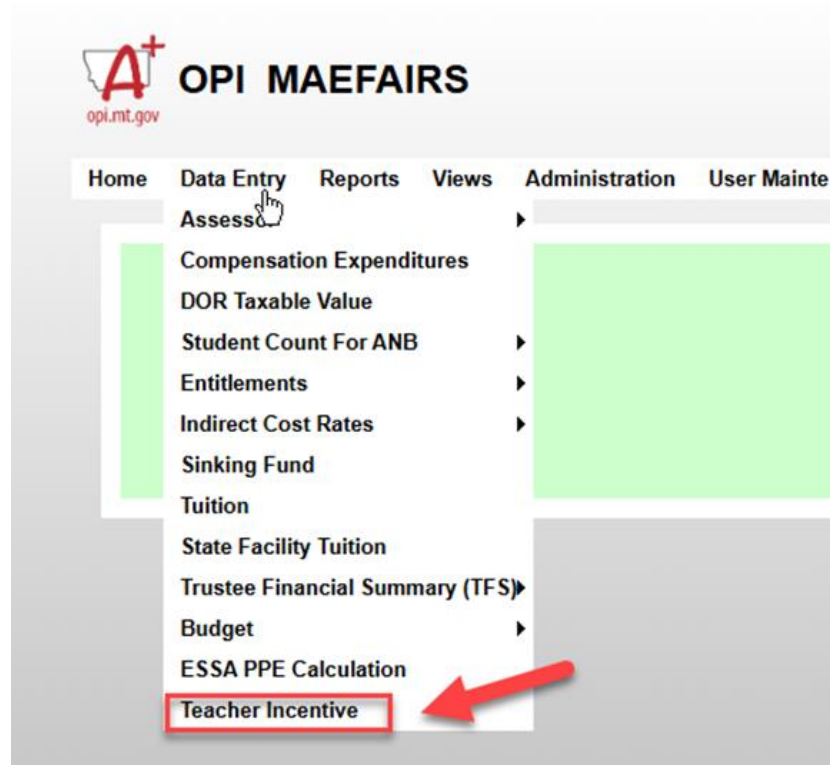 A+
opi.mt.gov
OPI MAEFAIRS
Home Data Entry Reports Views Administration User Mainte
Assessor
Compensation Expenditures
DOR Taxable Value
Student Count For ANB
Entitlements
Indirect Cost Rates
Sinking Fund
Tuition
State Facility Tuition
Trustee Financial Summary (TFS)
Budget
ESSA PPE Calculation
Teacher Incentive